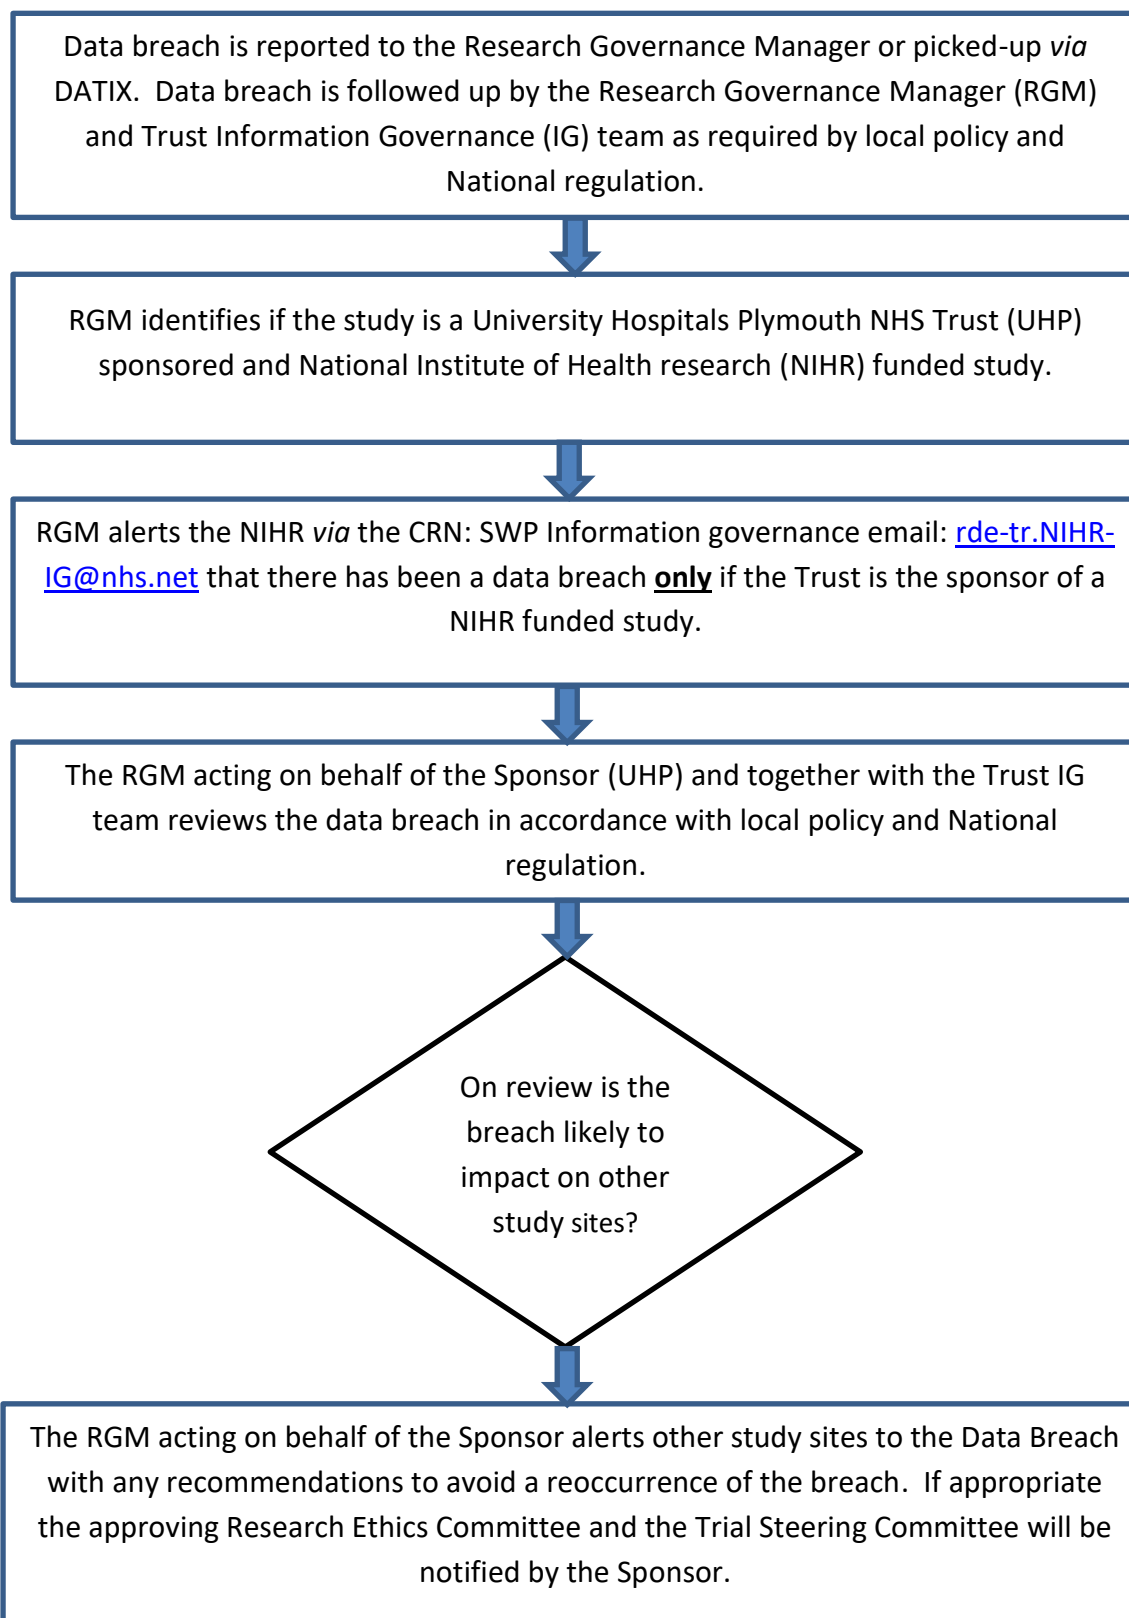 Data breach is reported to the Research Governance Manager or picked-up via
DATIX.  Data breach is followed up by the Research Governance Manager (RGM)
and Trust Information Governance (IG) team as required by local policy and
National regulation.
RGM identifies if the study is a University Hospitals Plymouth NHS Trust (UHP)
sponsored and National Institute of Health research (NIHR) funded study.
RGM alerts the NIHR via the CRN: SWP Information governance email: rde-tr.NIHR-
IG@nhs.net that there has been a data breach only if the Trust is the sponsor of a
NIHR funded study.
The RGM acting on behalf of the Sponsor (UHP) and together with the Trust IG
team reviews the data breach in accordance with local policy and National
regulation.
On review is the
breach likely to
impact on other
study sites?
The RGM acting on behalf of the Sponsor alerts other study sites to the Data Breach
with any recommendations to avoid a reoccurrence of the breach.  If appropriate
the approving Research Ethics Committee and the Trial Steering Committee will be
notified by the Sponsor.